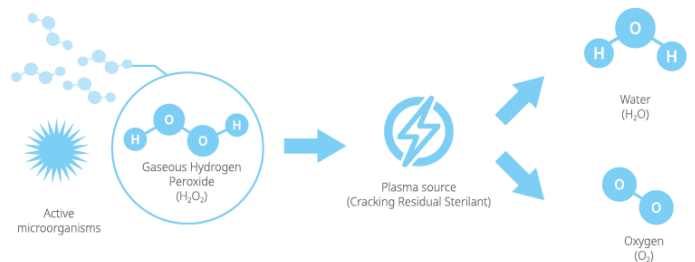 H
O
O
H
Gaseous Hydrogen
Peroxide
(H₂O₂)
Active
microorganisms
Plasma source
(Cracking Residual Sterilant)
H
O
H
Water
(H₂O)
O
O
Oxygen
(O₂)